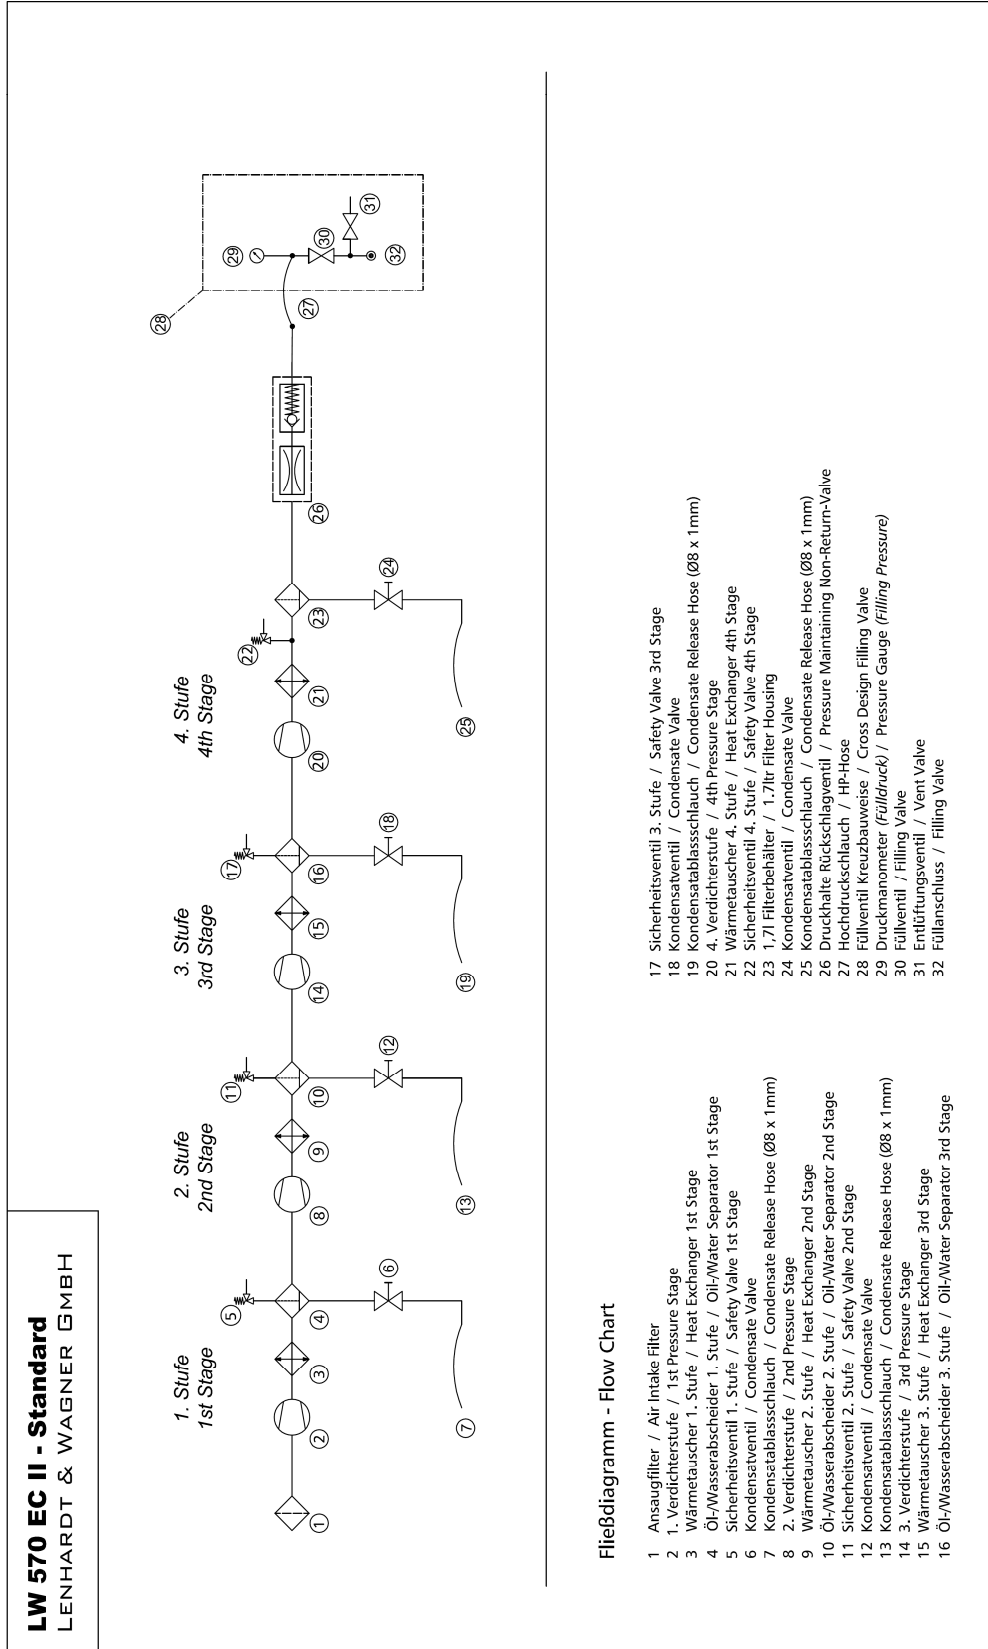 LW 570 EC II - Standard
LENHARDT & WAGNER GMBH
1. Stufe
1st Stage
2. Stufe
2nd Stage
3. Stufe
3rd Stage
4. Stufe
4th Stage
1
2
3
4
5
6
7
8
9
10
11
12
13
14
15
16
17
18
19
20
21
22
23
24
25
26
27
28
29
30
31
32
Fließdiagramm - Flow Chart
1 Ansaugfilter / Air Intake Filter
2 1. Verdichterstufe / 1st Pressure Stage
3 Wärmetauscher 1. Stufe / Heat Exchanger 1st Stage
4 Öl-/Wasserabscheider 1. Stufe / Oil-/Water Separator 1st Stage
5 Sicherheitsventil 1. Stufe / Safety Valve 1st Stage
6 Kondensatventil / Condensate Valve
7 Kondensatablassschlauch / Condensate Release Hose (Ø8 x 1mm)
8 2. Verdichterstufe / 2nd Pressure Stage
9 Wärmetauscher 2. Stufe / Heat Exchanger 2nd Stage
10 Öl-/Wasserabscheider 2. Stufe / Oil-/Water Separator 2nd Stage
11 Sicherheitsventil 2. Stufe / Safety Valve 2nd Stage
12 Kondensatventil / Condensate Valve
13 Kondensatablassschlauch / Condensate Release Hose (Ø8 x 1mm)
14 3. Verdichterstufe / 3rd Pressure Stage
15 Wärmetauscher 3. Stufe / Heat Exchanger 3rd Stage
16 Öl-/Wasserabscheider 3. Stufe / Oil-/Water Separator 3rd Stage
17 Sicherheitsventil 3. Stufe / Safety Valve 3rd Stage
18 Kondensatventil / Condensate Valve
19 Kondensatablassschlauch / Condensate Release Hose (Ø8 x 1mm)
20 4. Verdichterstufe / 4th Pressure Stage
21 Wärmetauscher 4. Stufe / Heat Exchanger 4th Stage
22 Sicherheitsventil 4. Stufe / Safety Valve 4th Stage
23 1,7l Filterbehälter / 1.7ltr Filter Housing
24 Kondensatventil / Condensate Valve
25 Kondensatablassschlauch / Condensate Release Hose (Ø8 x 1mm)
26 Druckhalte Rückschlagventil / Pressure Maintaining Non-Return-Valve
27 Hochdruckschlauch / HP-Hose
28 Füllventil Kreuzbauweise / Cross Design Filling Valve
29 Druckmanometer (Fülldruck) / Pressure Gauge (Filling Pressure)
30 Füllventil / Filling Valve
31 Entlüftungsventil / Vent Valve
32 Füllanschluss / Filling Valve